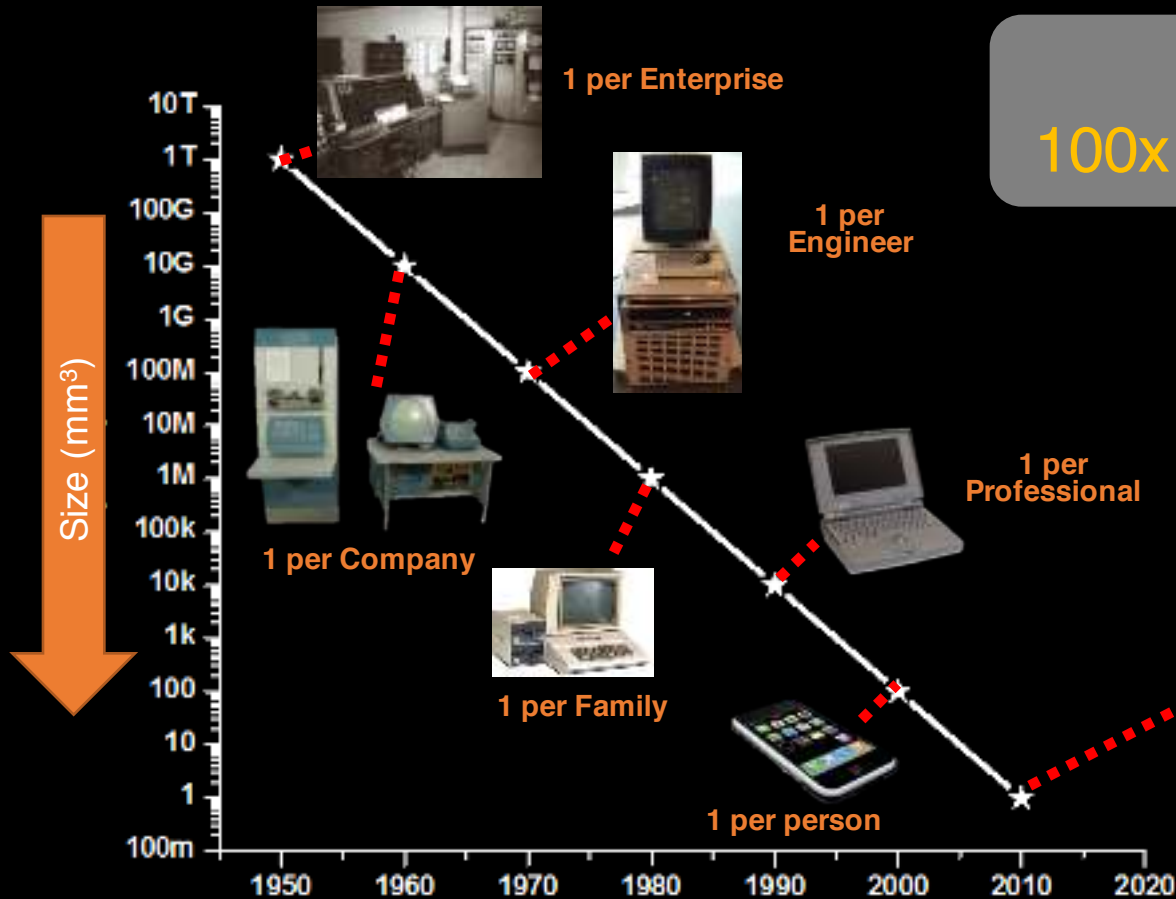 1 per Enterprise
100x
10T
1T
100G
10G
1G
100M
10M
1M
100k
10k
1k
100
10
1
100m
Size (mm³)
1 per
Engineer
1 per Company
1 per
Professional
1 per Family
1 per person
1950
1960
1970
1980
1990
2000
2010
2020